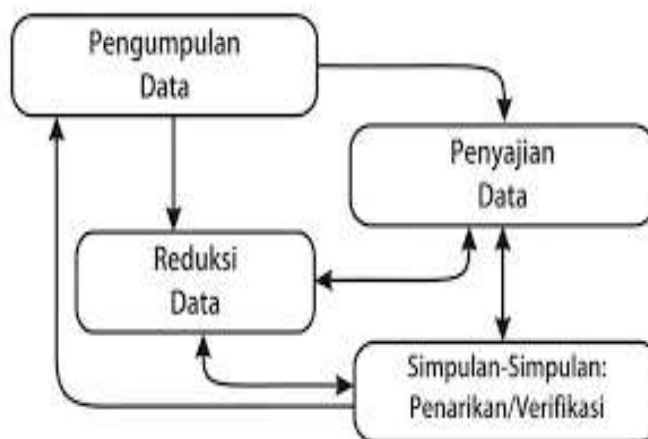 Pengumpulan
Data
Penyajian
Data
Reduksi
Data
Simpulan-Simpulan:
Penarikan/Verifikasi